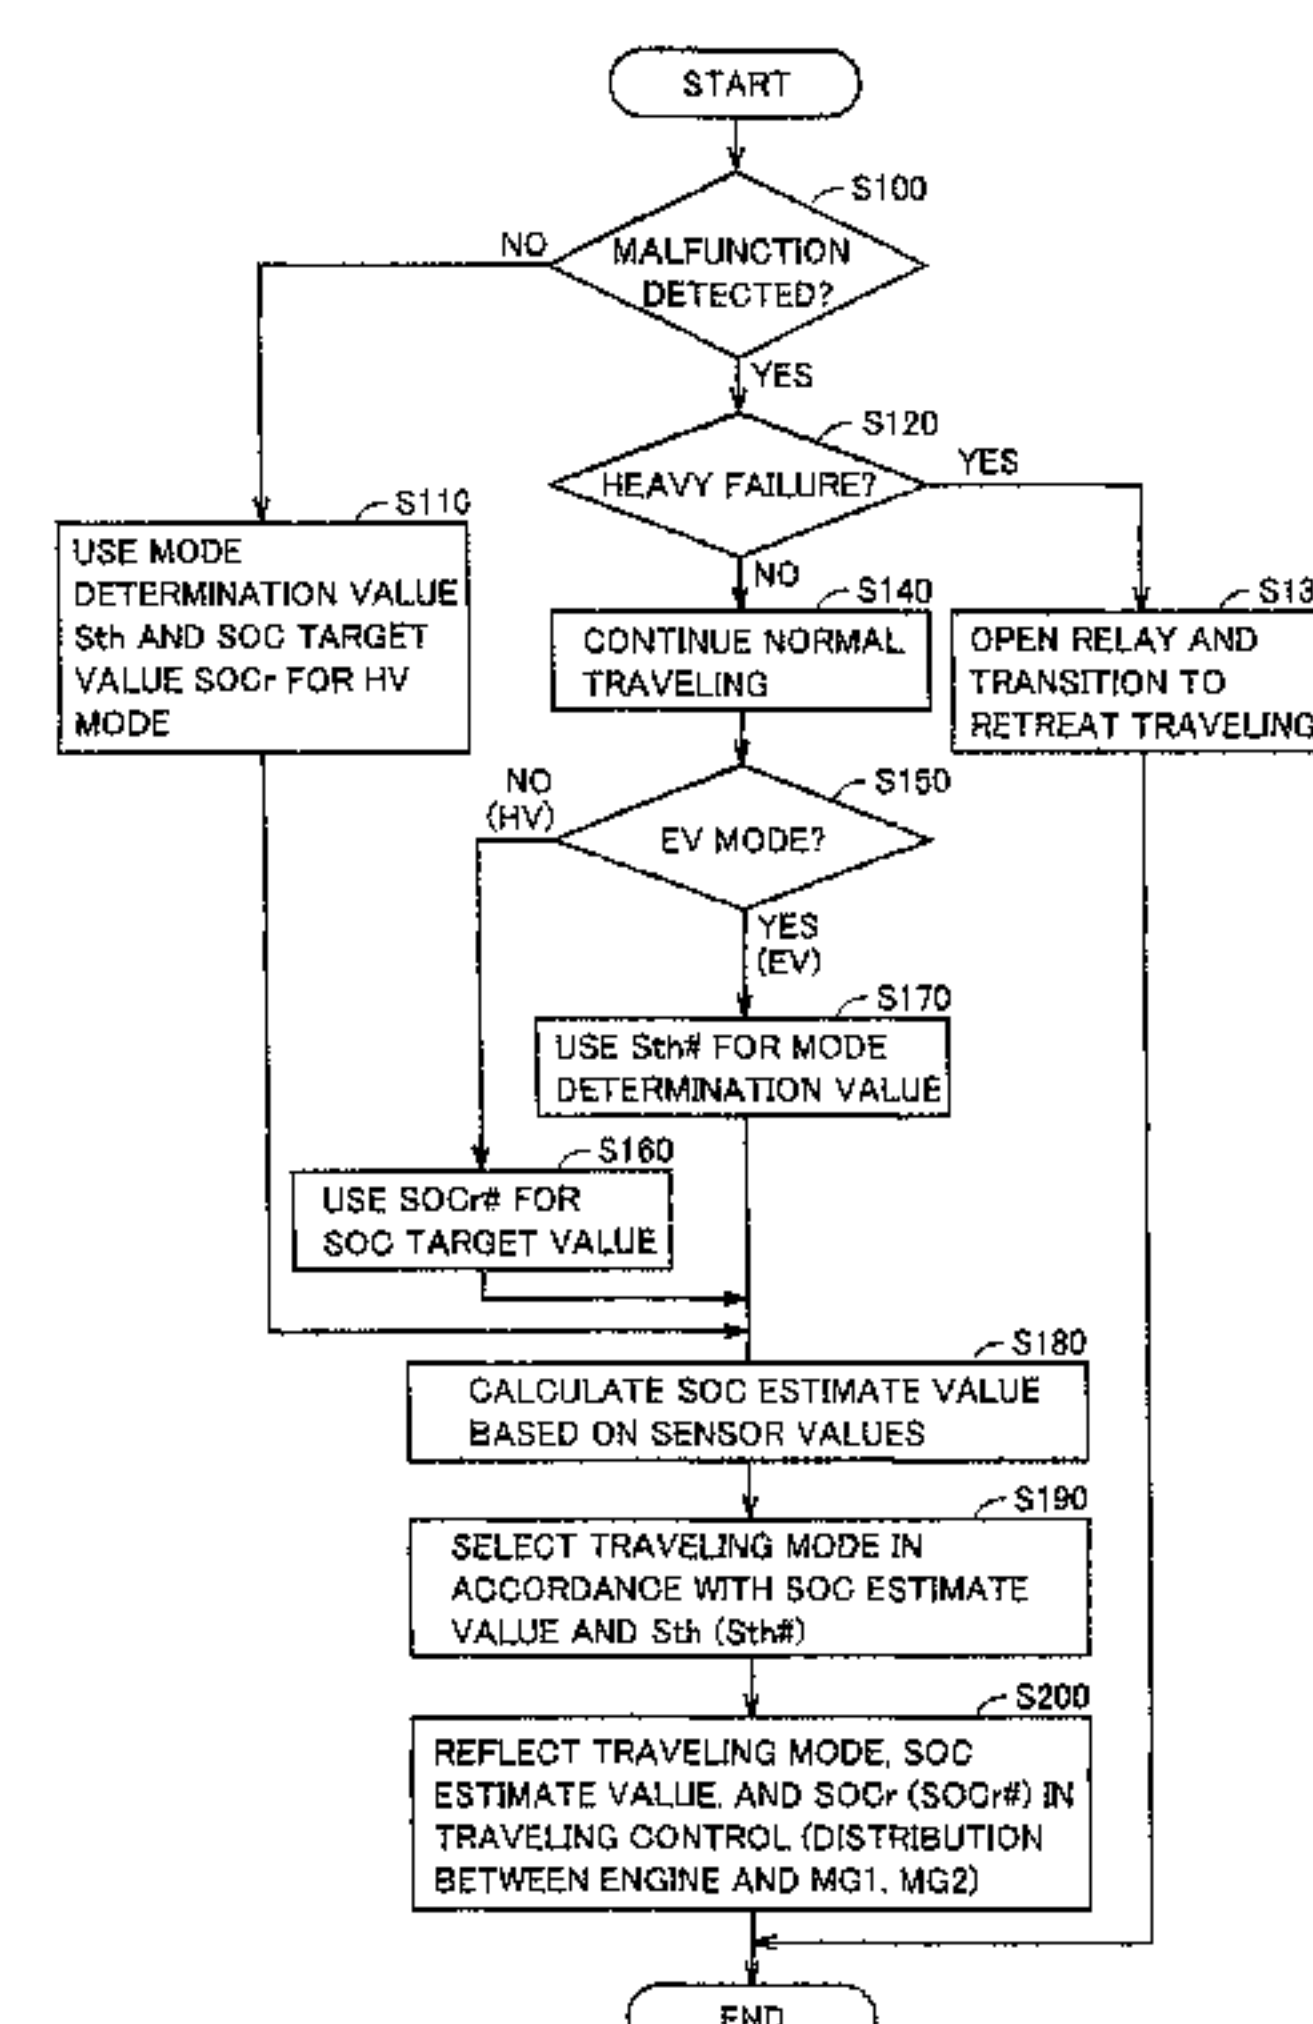 START
S100
MALFUNCTION
DETECTED?
NO
YES
S120
HEAVY FAILURE?
YES
NO
S110
USE MODE
DETERMINATION VALUE
Sth AND SOC TARGET
VALUE SOCr FOR HV
MODE
S140
CONTINUE NORMAL
TRAVELING
S13
OPEN RELAY AND
TRANSITION TO
RETREAT TRAVELING
S150
EV MODE?
NO
(HV)
YES
(EV)
S170
USE Sth# FOR MODE
DETERMINATION VALUE
S160
USE SOCr# FOR
SOC TARGET VALUE
S180
CALCULATE SOC ESTIMATE VALUE
BASED ON SENSOR VALUES
S190
SELECT TRAVELING MODE IN
ACCORDANCE WITH SOC ESTIMATE
VALUE AND Sth (Sth#)
S200
REFLECT TRAVELING MODE, SOC
ESTIMATE VALUE, AND SOCr (SOCr#) IN
TRAVELING CONTROL (DISTRIBUTION
BETWEEN ENGINE AND MG1, MG2)
END